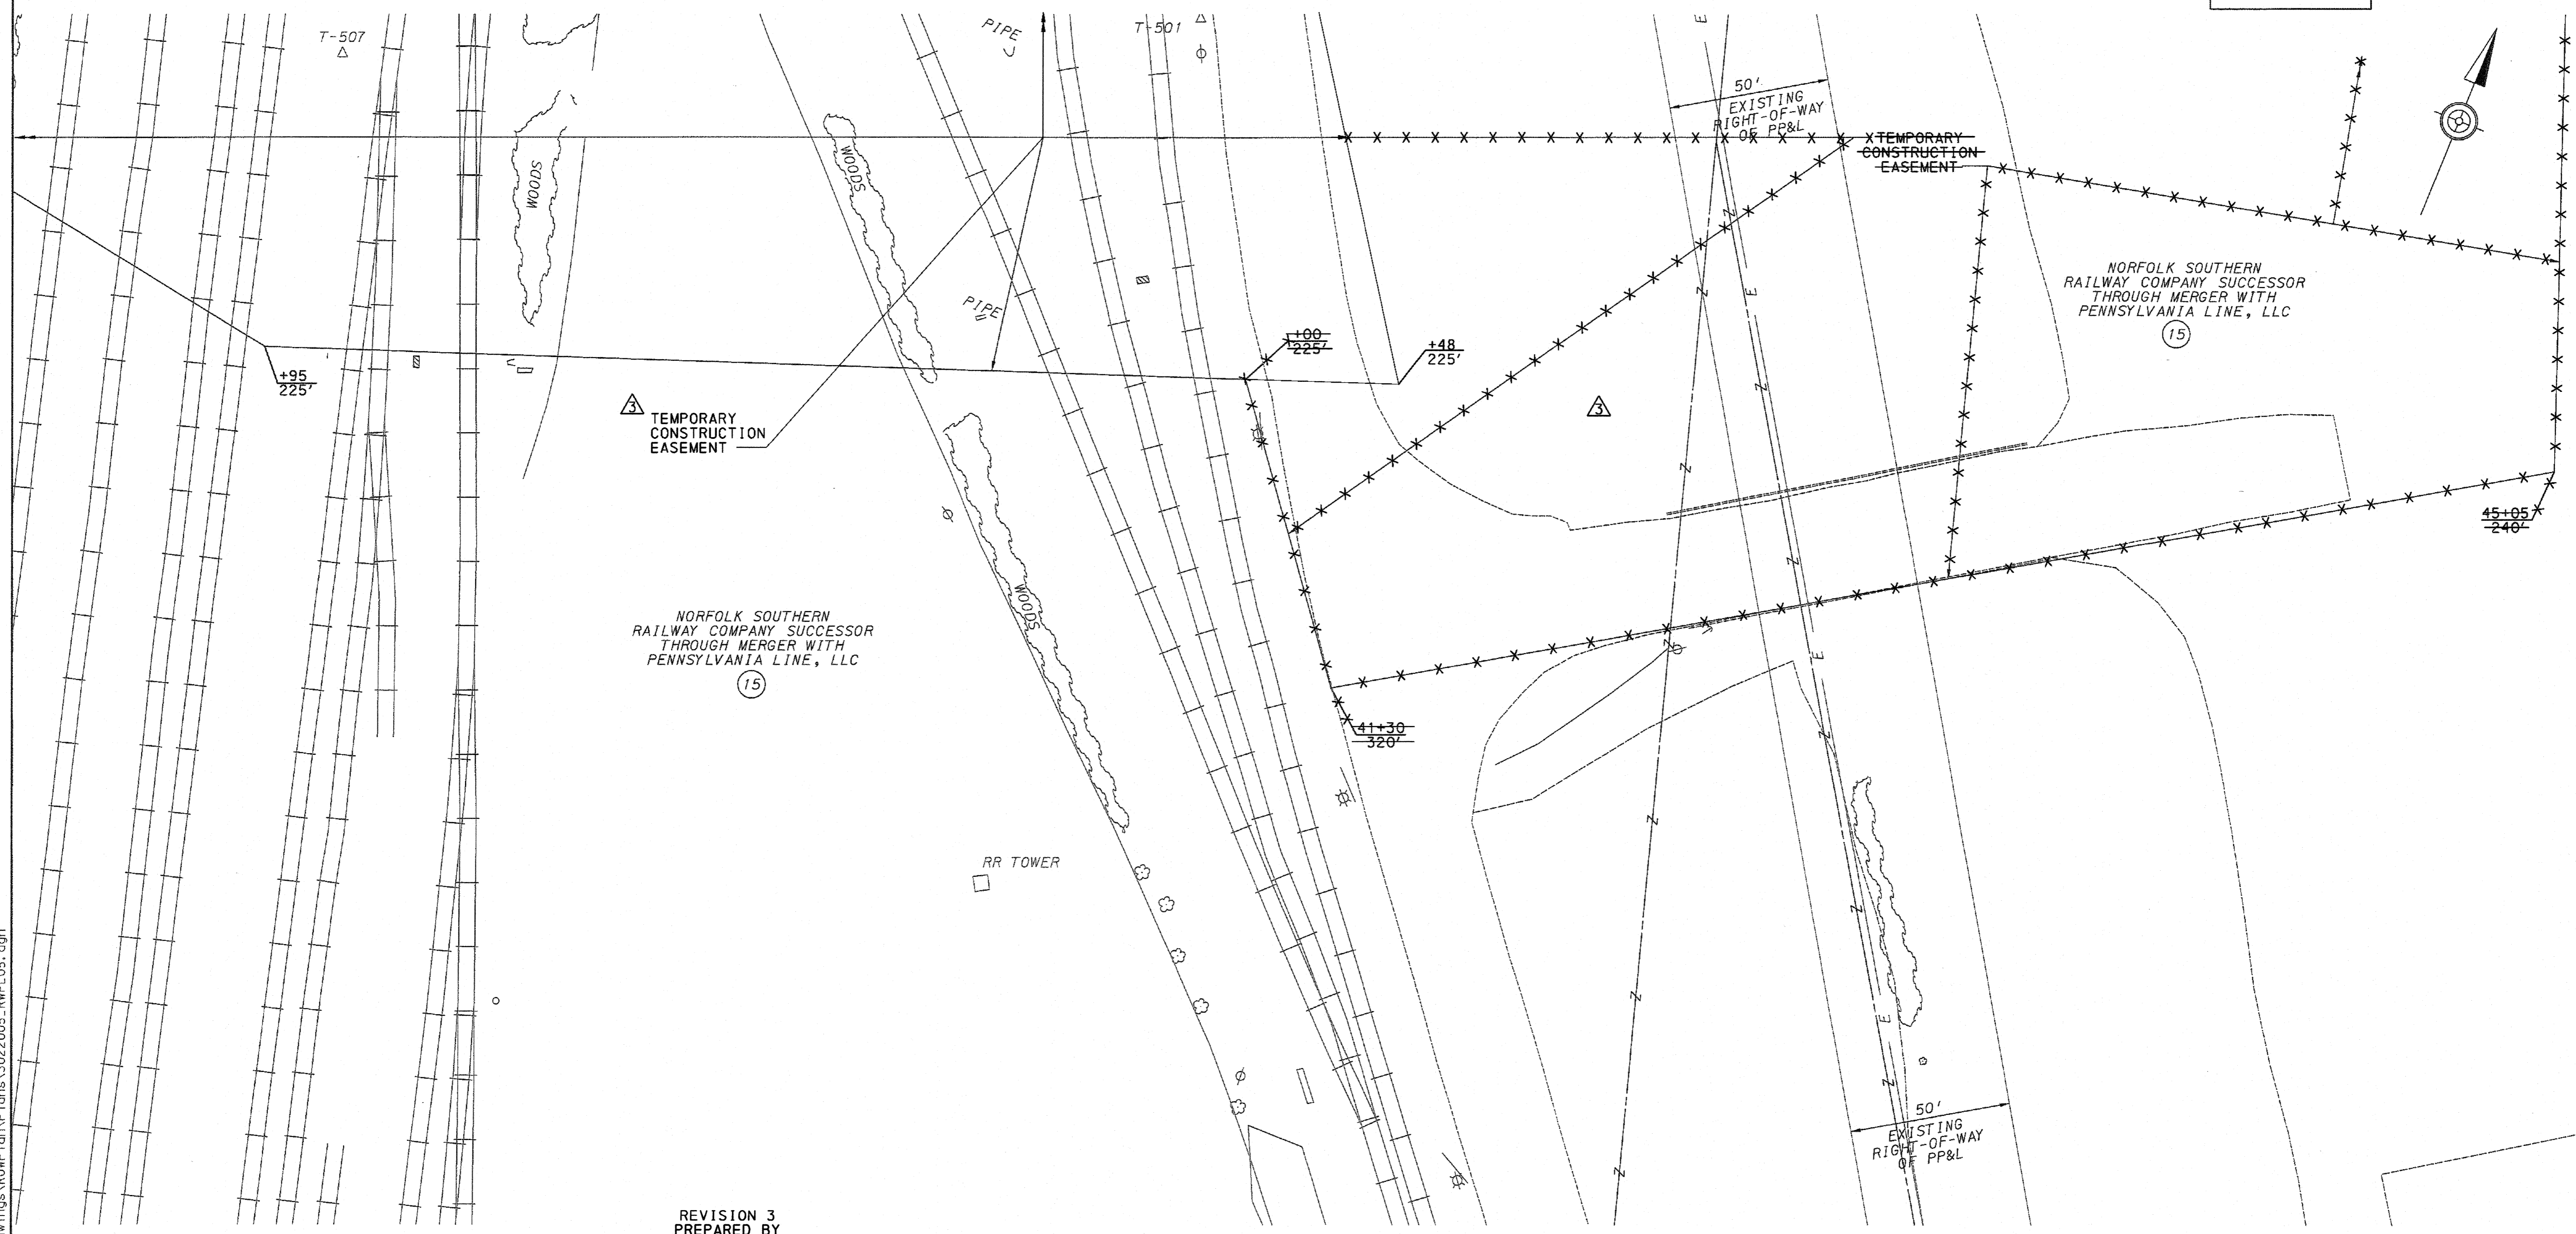 T-507
PIPE
T-501
E
50'
EXISTING
RIGHT-OF-WAY
OF PP&L
TEMPORARY
CONSTRUCTION
EASEMENT
WOODS
WOODS
Z
Z
E
NORFOLK SOUTHERN
RAILWAY COMPANY SUCCESSOR
THROUGH MERGER WITH
PENNSYLVANIA LINE, LLC
15
PIPE
+00
225'
+48
225'
+95
225'
Z
3
TEMPORARY
CONSTRUCTION
EASEMENT
3
Z
45+05
240'
Z
WOODS
NORFOLK SOUTHERN
RAILWAY COMPANY SUCCESSOR
THROUGH MERGER WITH
PENNSYLVANIA LINE, LLC
15
Z
E
41+30
320'
Z
Z
RR TOWER
Z
Z
E
Z
50'
EXISTING
RIGHT-OF-WAY
OF PP&L
Z
REVISION 3
PREPARED BY